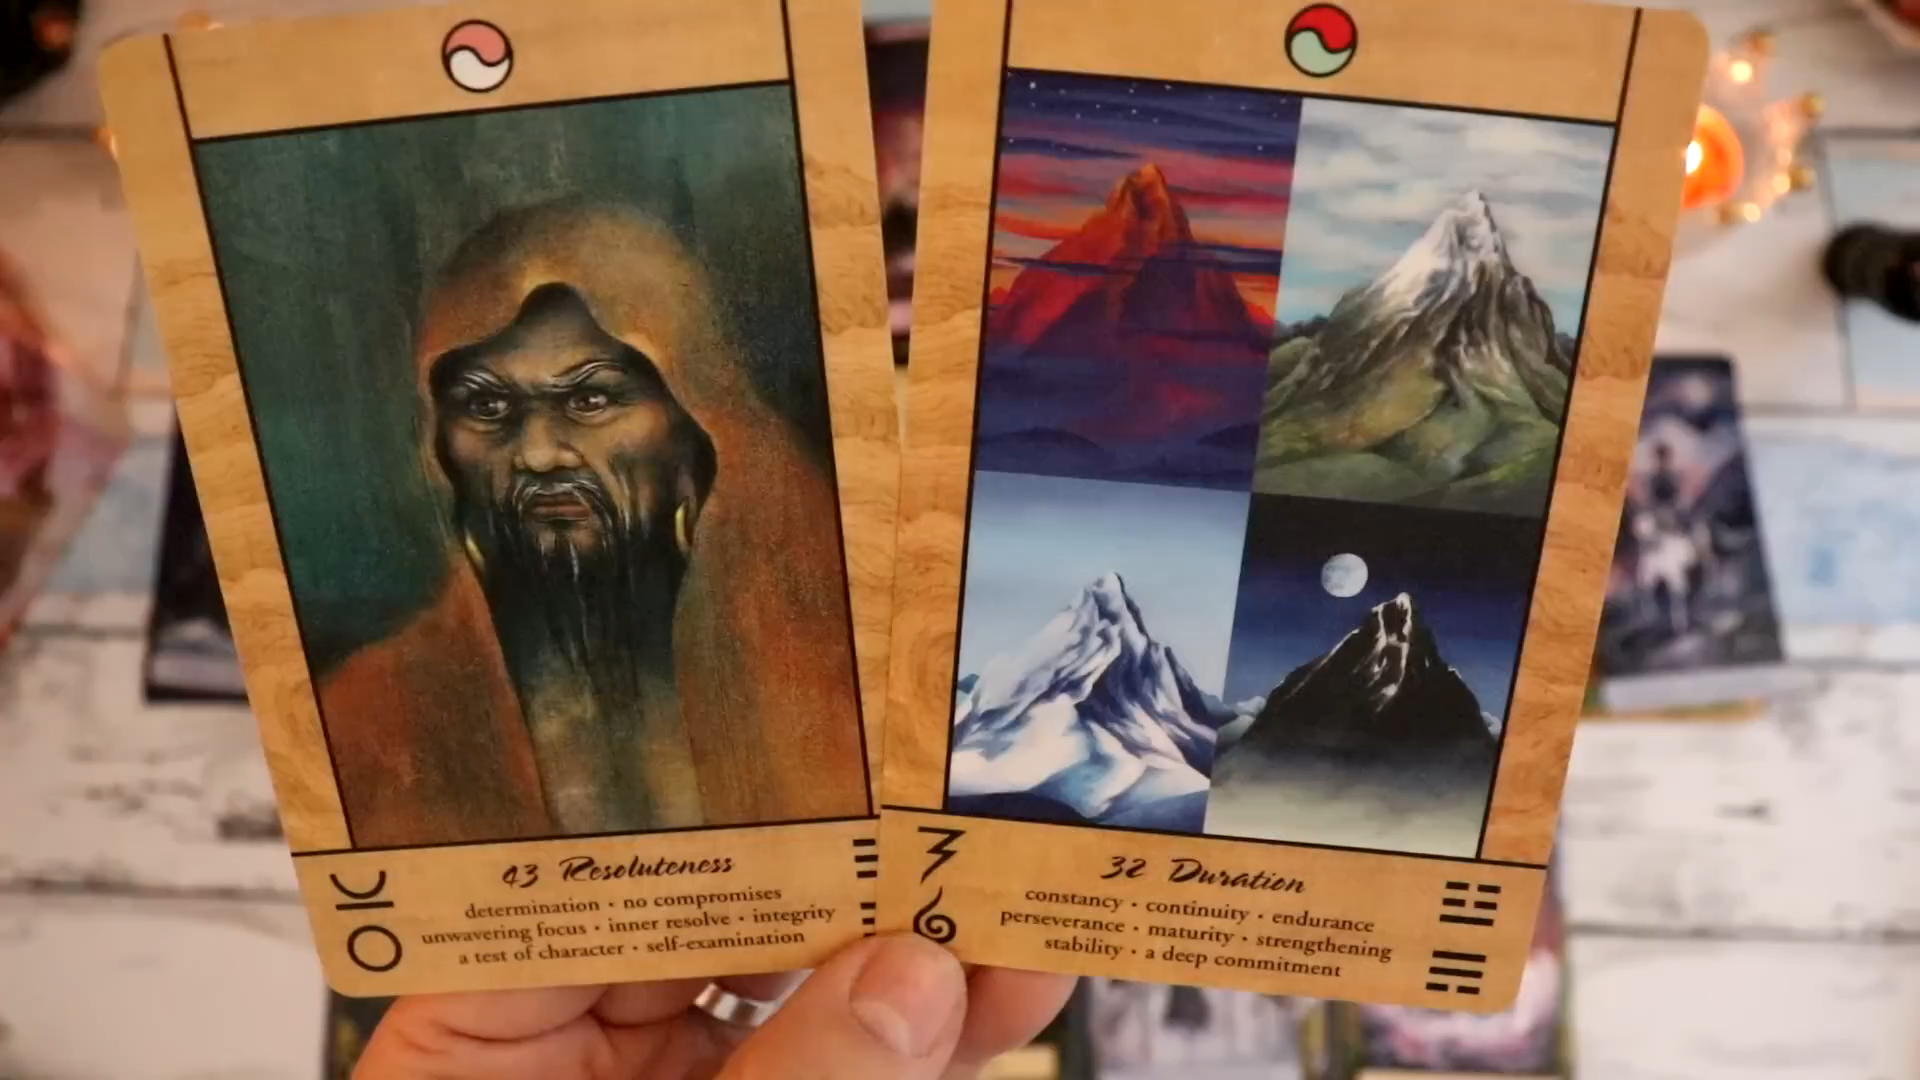 43 Resoluteness
determination • no compromises
unwavering focus • inner resolve • integrity
a test of character • self-examination
32 Duration
constancy • continuity • endurance
perseverance • maturity • strengthening
stability • a deep commitment